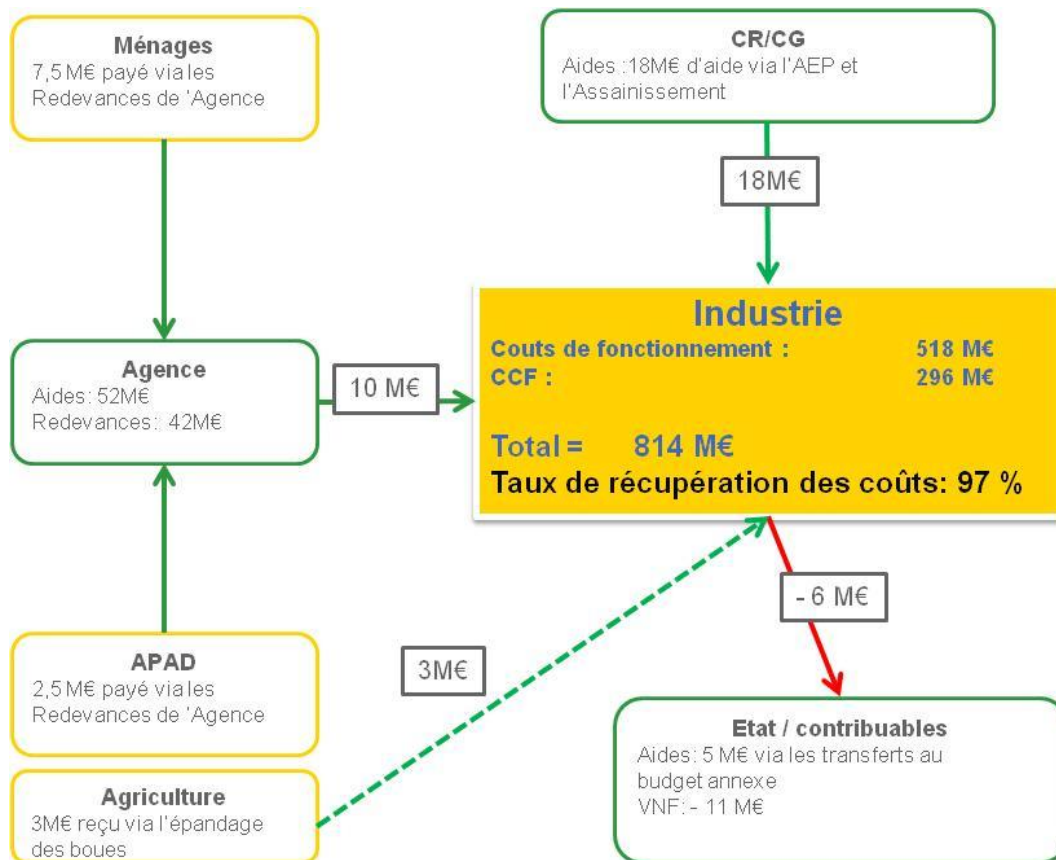 Ménages
7,5 M€ payé via les
Redevances de 'Agence
CR/CG
Aides :18M€ d'aide via l'AEP et
l'Assainissement
18M€
Agence
Aides: 52M€
Redevances: 42M€
10 M€
Industrie
Couts de fonctionnement : 518 M€
CCF : 296 M€
Total = 814 M€
Taux de récupération des coûts: 97 %
- 6 M€
3M€
APAD
2,5 M€ payé via les
Redevances de 'Agence
Agriculture
3M€ reçu via l'épandage
des boues
Etat / contribuables
Aides: 5 M€ via les transferts au
budget annexe
VNF: - 11 M€